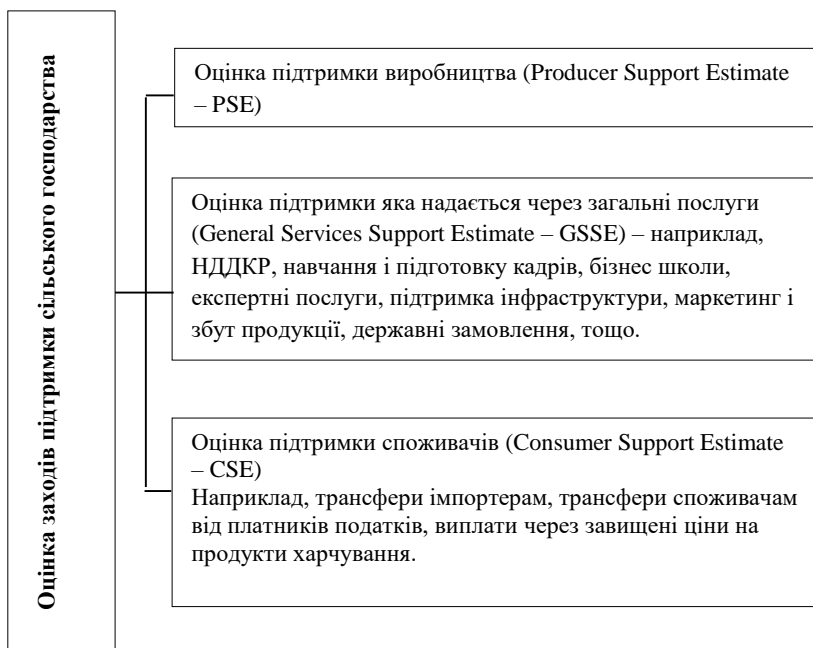 Оцінка заходів підтримки сільського господарства
Оцінка підтримки виробництва (Producer Support Estimate
– PSE)
Оцінка підтримки яка надається через загальні послуги
(General Services Support Estimate – GSSE) – наприклад,
НДДКР, навчання і підготовку кадрів, бізнес школи,
експертні послуги, підтримка інфраструктури, маркетинг і
збут продукції, державні замовлення, тощо.
Оцінка підтримки споживачів (Consumer Support Estimate
– CSE)
Наприклад, трансфери імпортерам, трансфери споживачам
від платників податків, виплати через завищені ціни на
продукти харчування.